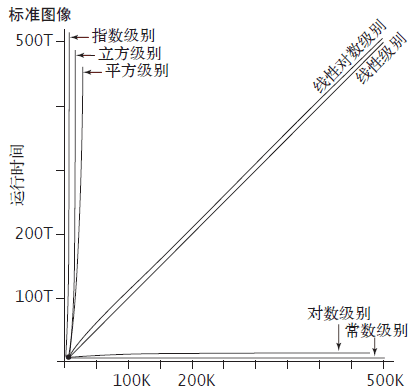 标准图像
500T
指数级别
立方级别
平方级别
线性对数级别
线性级别
运行时间
200T
100T
对数级别
常数级别
100K 200K 500K